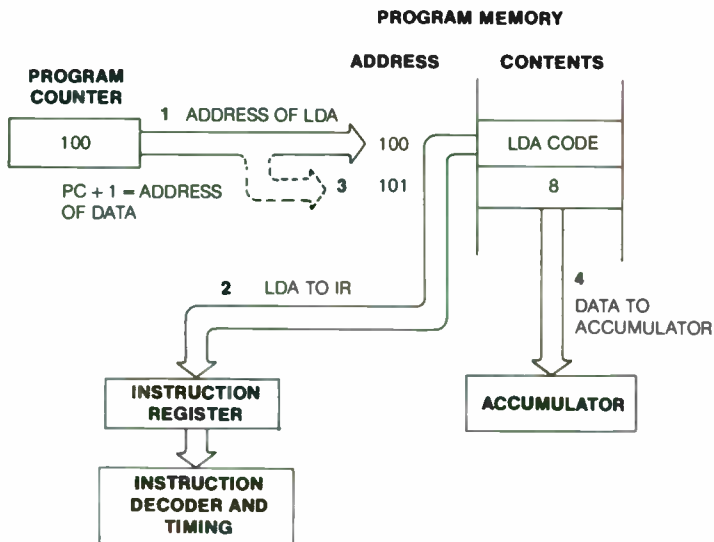 PROGRAM MEMORY
ADDRESS CONTENTS
PROGRAM
COUNTER
1 ADDRESS OF LDA
100
100
LDA CODE
PC + 1 = ADDRESS
OF DATA
3 101
8
2 LDA TO IR
4
DATA TO
ACCUMULATOR
INSTRUCTION
REGISTER
ACCUMULATOR
INSTRUCTION
DECODER AND
TIMING